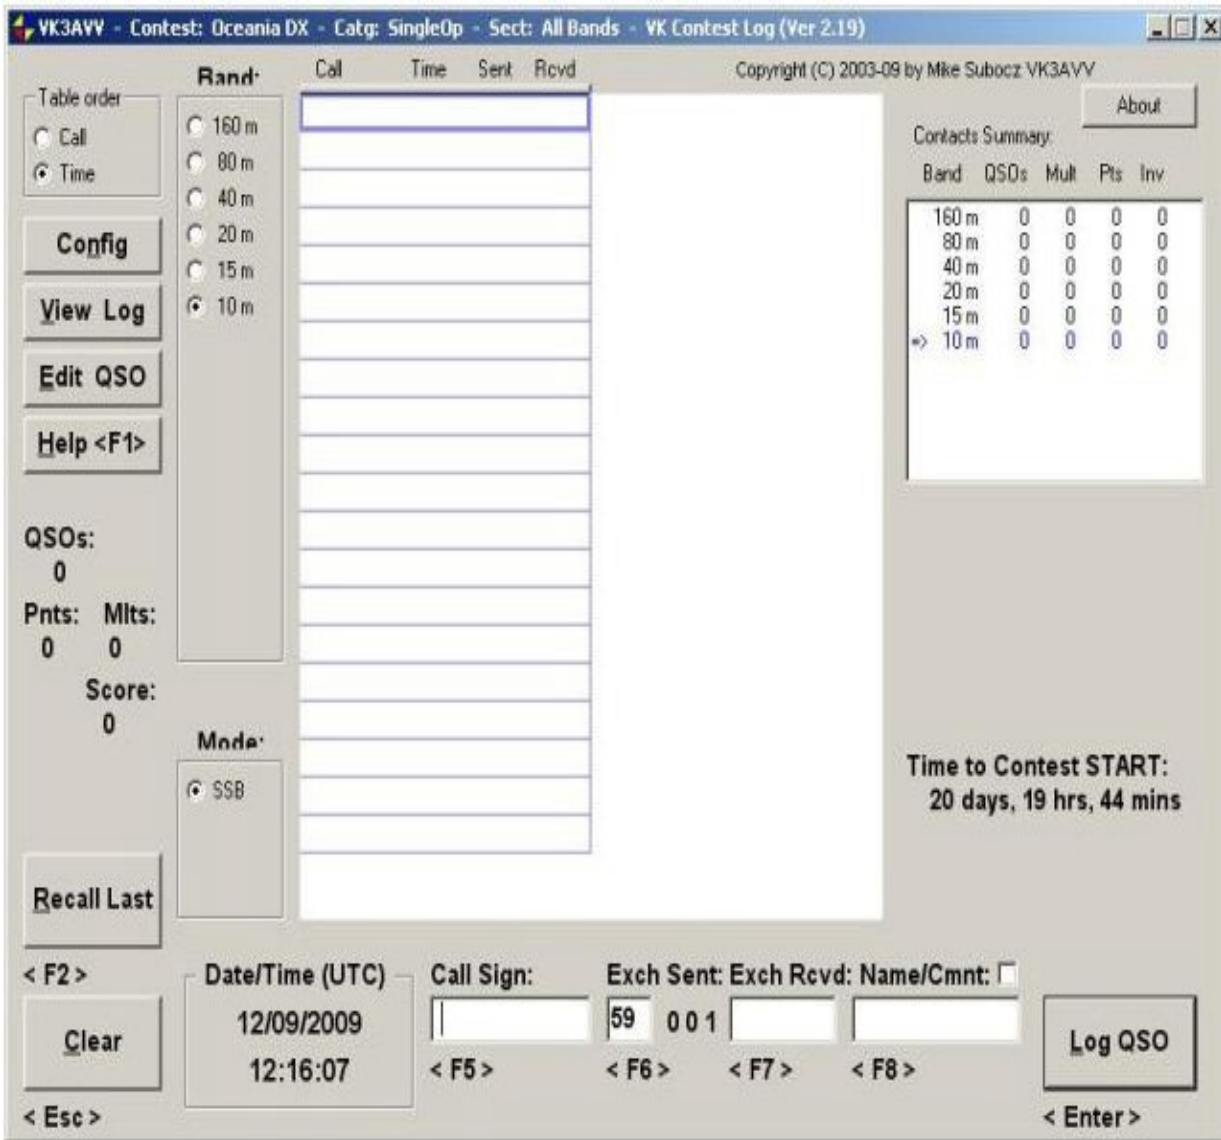 VK3AVV - Contest: Oceania DX - Catg: SingleOp - Sect: All Bands - VK Contest Log (Ver 2.19)
Copyright (C) 2003-09 by Mike Subocz VK3AVV
About
Table order
Call
Time
Config
View Log
Edit QSO
Help <F1>
QSOs:
0
Pnts: Mlts:
0 0
Score:
0
Recall Last
< F2 >
Clear
< Esc >
Band:
160 m
80 m
40 m
20 m
15 m
10 m
Mode:
SSB
Call Time Sent Rcvd
Contacts Summary:
Band QSOs Mult Pts Inv
160 m 0 0 0 0
80 m 0 0 0 0
40 m 0 0 0 0
20 m 0 0 0 0
15 m 0 0 0 0
=> 10 m 0 0 0 0
Time to Contest START:
20 days, 19 hrs, 44 mins
Date/Time (UTC)
12/09/2009
12:16:07
Call Sign:
< F5 >
Exch Sent: Exch Rcvd: Name/Cmnt:
59 001
< F6 > < F7 > < F8 >
Log QSO
< Enter >